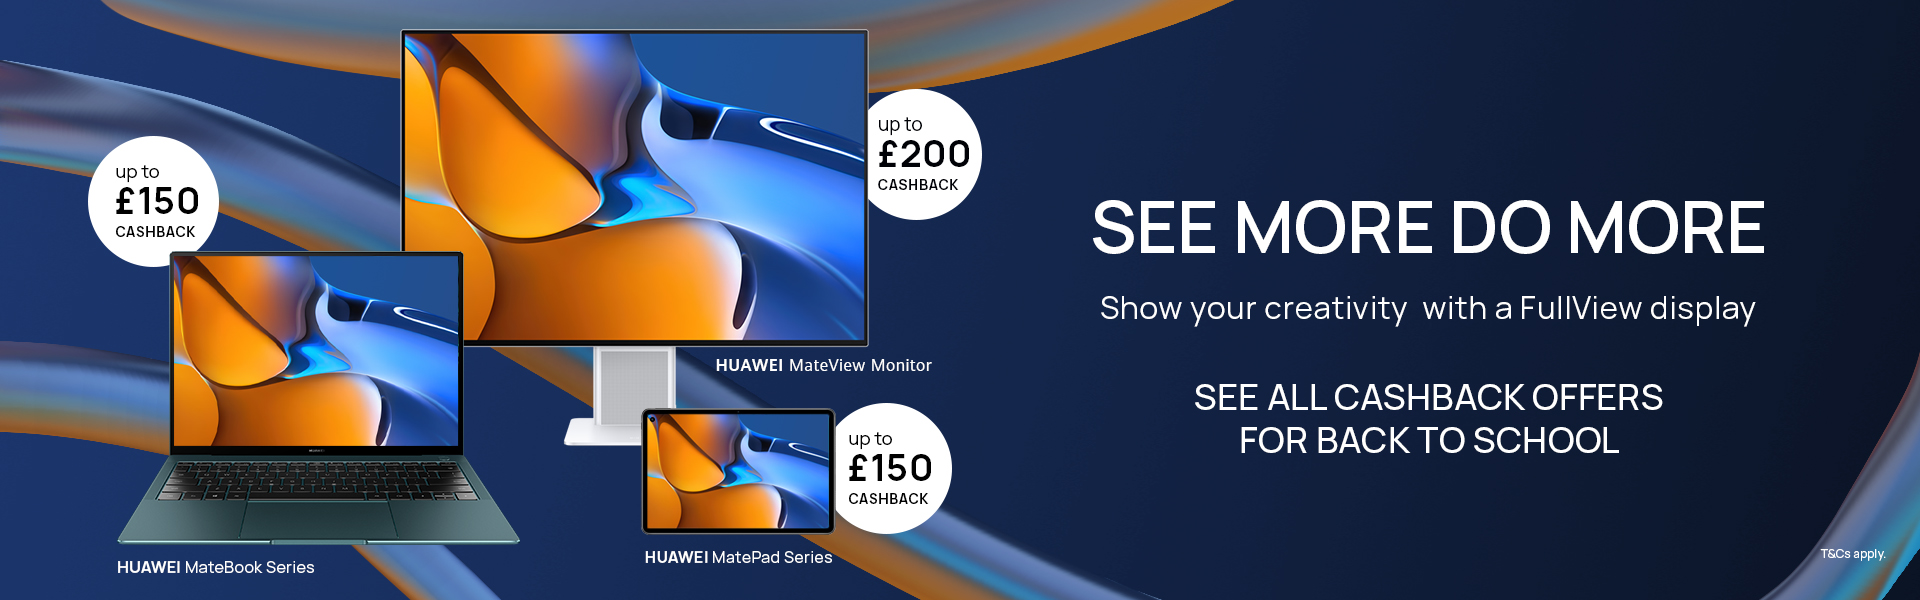 up to
£150
CASHBACK
HUAWEI MateBook Series
up to
£200
CASHBACK
HUAWEI MateView Monitor
up to
£150
CASHBACK
HUAWEI MatePad Series
SEE MORE DO MORE
Show your creativity with a FullView display
SEE ALL CASHBACK OFFERS
FOR BACK TO SCHOOL
T&Cs apply.